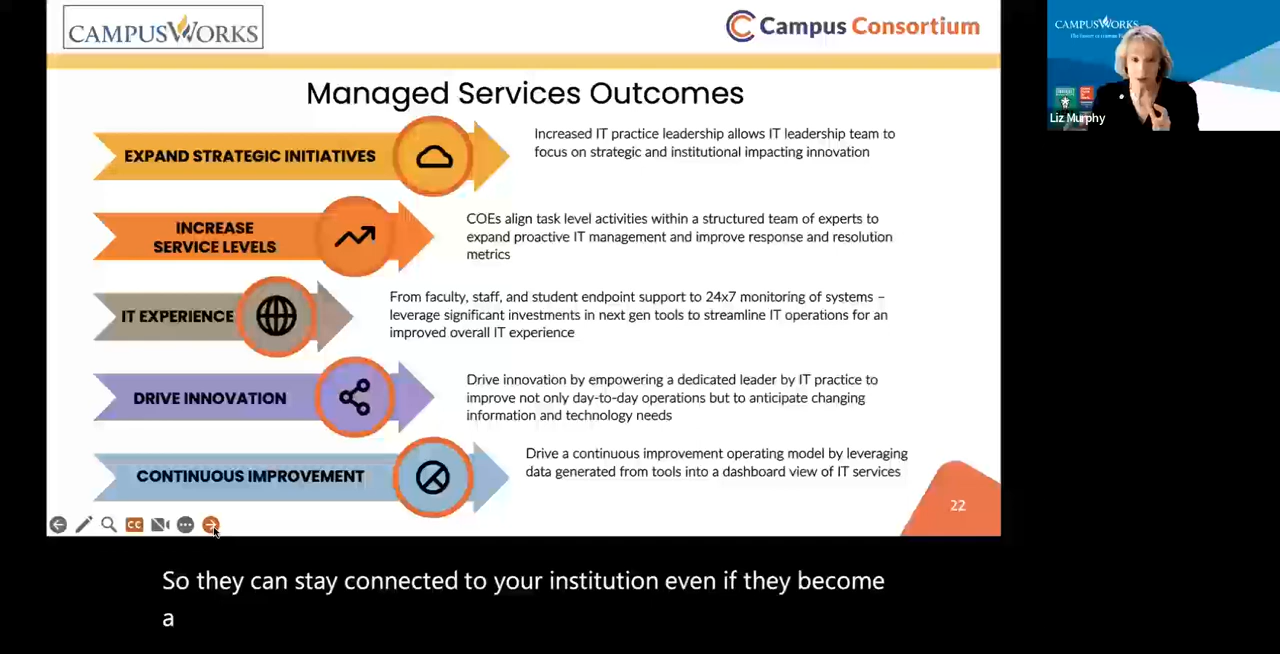 CAMPUSWORKS
Campus Consortium
Managed Services Outcomes
EXPAND STRATEGIC INITIATIVES
Increased IT practice leadership allows IT leadership team to
focus on strategic and institutional impacting innovation
INCREASE
SERVICE LEVELS
COEs align task level activities within a structured team of experts to
expand proactive IT management and improve response and resolution
metrics
IT EXPERIENCE
From faculty, staff, and student endpoint support to 24x7 monitoring of systems –
leverage significant investments in next gen tools to streamline IT operations for an
improved overall IT experience
DRIVE INNOVATION
Drive innovation by empowering a dedicated leader by IT practice to
improve not only day-to-day operations but to anticipate changing
information and technology needs
CONTINUOUS IMPROVEMENT
Drive a continuous improvement operating model by leveraging
data generated from tools into a dashboard view of IT services
22
CC
CAMPUSWORKS
Liz Murphy
So they can stay connected to your institution even if they become
a